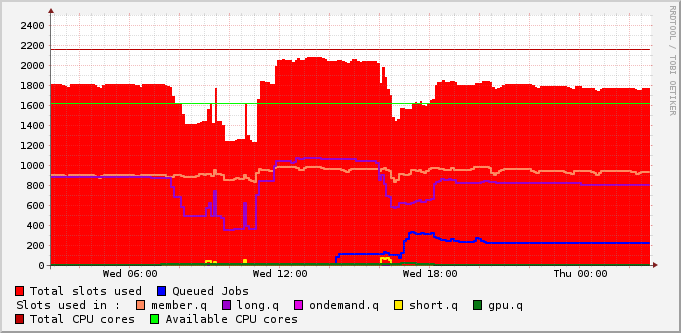 2400
2200
2000
1800
1600
1400
1200
1000
800
600
400
200
0
Wed 06:00 Wed 12:00 Wed 18:00 Thu 00:00
RRDTOOL / TOBI OETIKER
Total slots used Queued Jobs
Slots used in : member.q long.q ondemand.q short.q gpu.q
Total CPU cores Available CPU cores